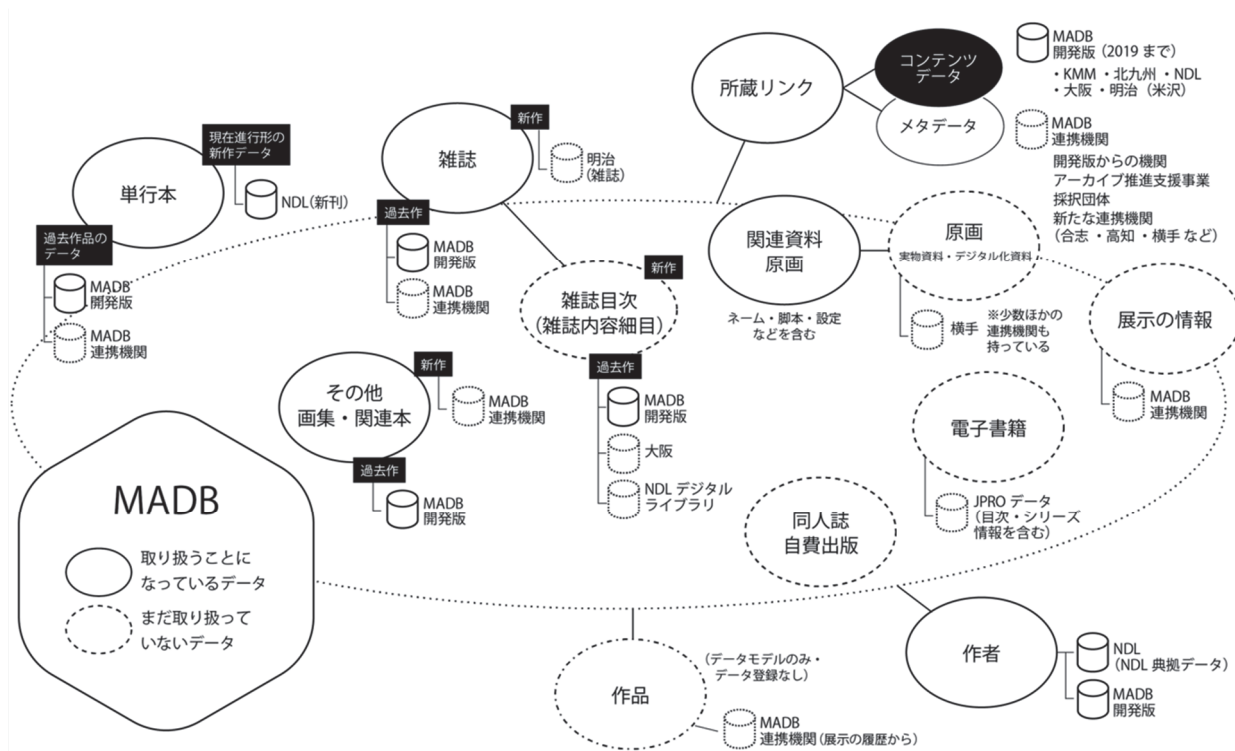 所蔵リンク
コンテンツ
データ
メタデータ
MADB
開発版（2019まで）
・KMM ・北九州 ・NDL
・大阪 ・明治（米沢）
MADB
連携機関
開発版からの機関
アーカイブ推進支援事業
採択団体
新たな連携機関
（合志 ・高知 ・横手 など）
単行本
現在進行形の
新作データ
NDL（新刊）
過去作品の
データ
MADB
開発版
MADB
連携機関
雑誌
新作
明治
（雑誌）
過去作
MADB
開発版
MADB
連携機関
雑誌目次
（雑誌内容細目）
新作
過去作
MADB
開発版
大阪
NDL デジタル
ライブラリ
関連資料
原画
ネーム・脚本・設定
などを含む
原画
実物資料・デジタル化資料
横手
※少数ほかの
連携機関も
持っている
展示の情報
MADB
連携機関
その他
画集・関連本
新作
MADB
連携機関
過去作
MADB
開発版
電子書籍
JPRO データ
（目次・シリーズ
情報を含む）
同人誌
自費出版
MADB
取り扱うことに
なっているデータ
まだ取り扱って
いないデータ
作品
（データモデルのみ・
データ登録なし）
MADB
連携機関（展示の履歴から）
作者
NDL
（NDL 典拠データ）
MADB
開発版